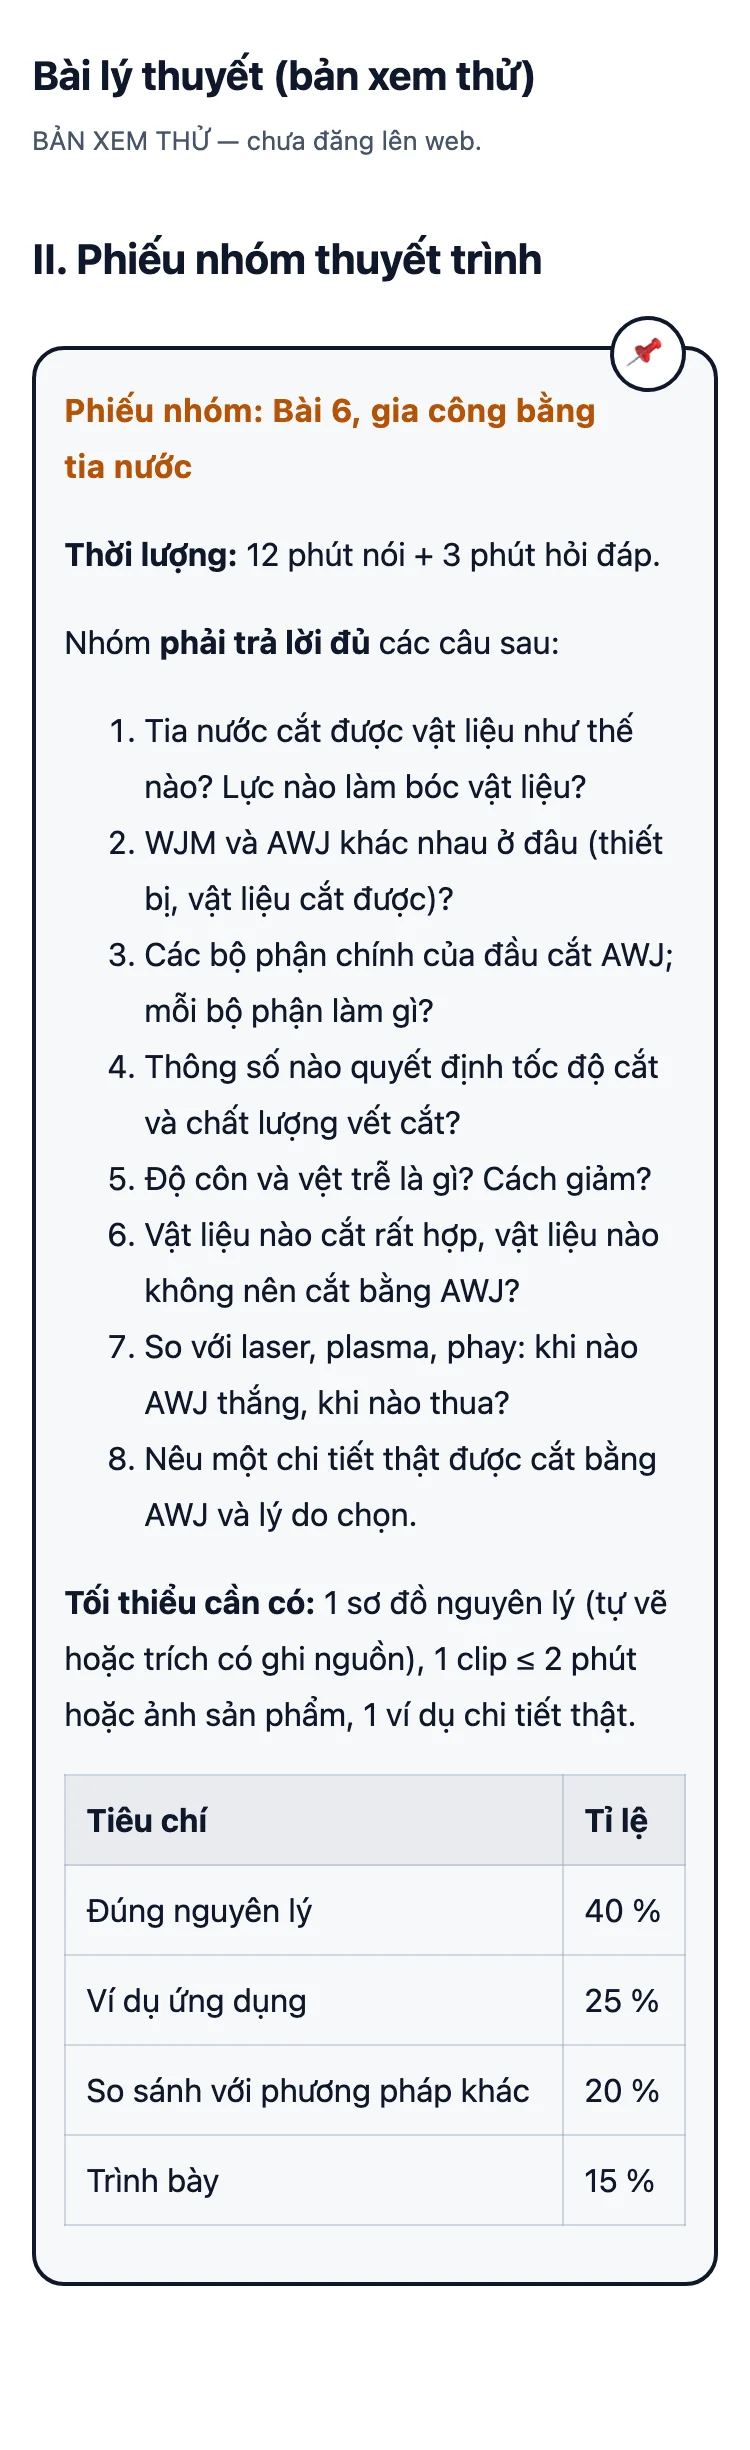 Bài lý thuyết (bản xem thử)
BẢN XEM THỬ — chưa đăng lên web.
II. Phiếu nhóm thuyết trình
Phiếu nhóm: Bài 6, gia công bằng
tia nước
Thời lượng: 12 phút nói + 3 phút hỏi đáp.
Nhóm phải trả lời đủ các câu sau:
1. Tia nước cắt được vật liệu như thế
nào? Lực nào làm bóc vật liệu?
2. WJM và AWJ khác nhau ở đâu (thiết
bị, vật liệu cắt được)?
3. Các bộ phận chính của đầu cắt AWJ;
mỗi bộ phận làm gì?
4. Thông số nào quyết định tốc độ cắt
và chất lượng vết cắt?
5. Độ côn và vệt trễ là gì? Cách giảm?
6. Vật liệu nào cắt rất hợp, vật liệu nào
không nên cắt bằng AWJ?
7. So với laser, plasma, phay: khi nào
AWJ thắng, khi nào thua?
8. Nêu một chi tiết thật được cắt bằng
AWJ và lý do chọn.
Tối thiểu cần có: 1 sơ đồ nguyên lý (tự vẽ
hoặc trích có ghi nguồn), 1 clip ≤ 2 phút
hoặc ảnh sản phẩm, 1 ví dụ chi tiết thật.
Tiêu chí Tỉ lệ
Đúng nguyên lý 40 %
Ví dụ ứng dụng 25 %
So sánh với phương pháp khác 20 %
Trình bày 15 %